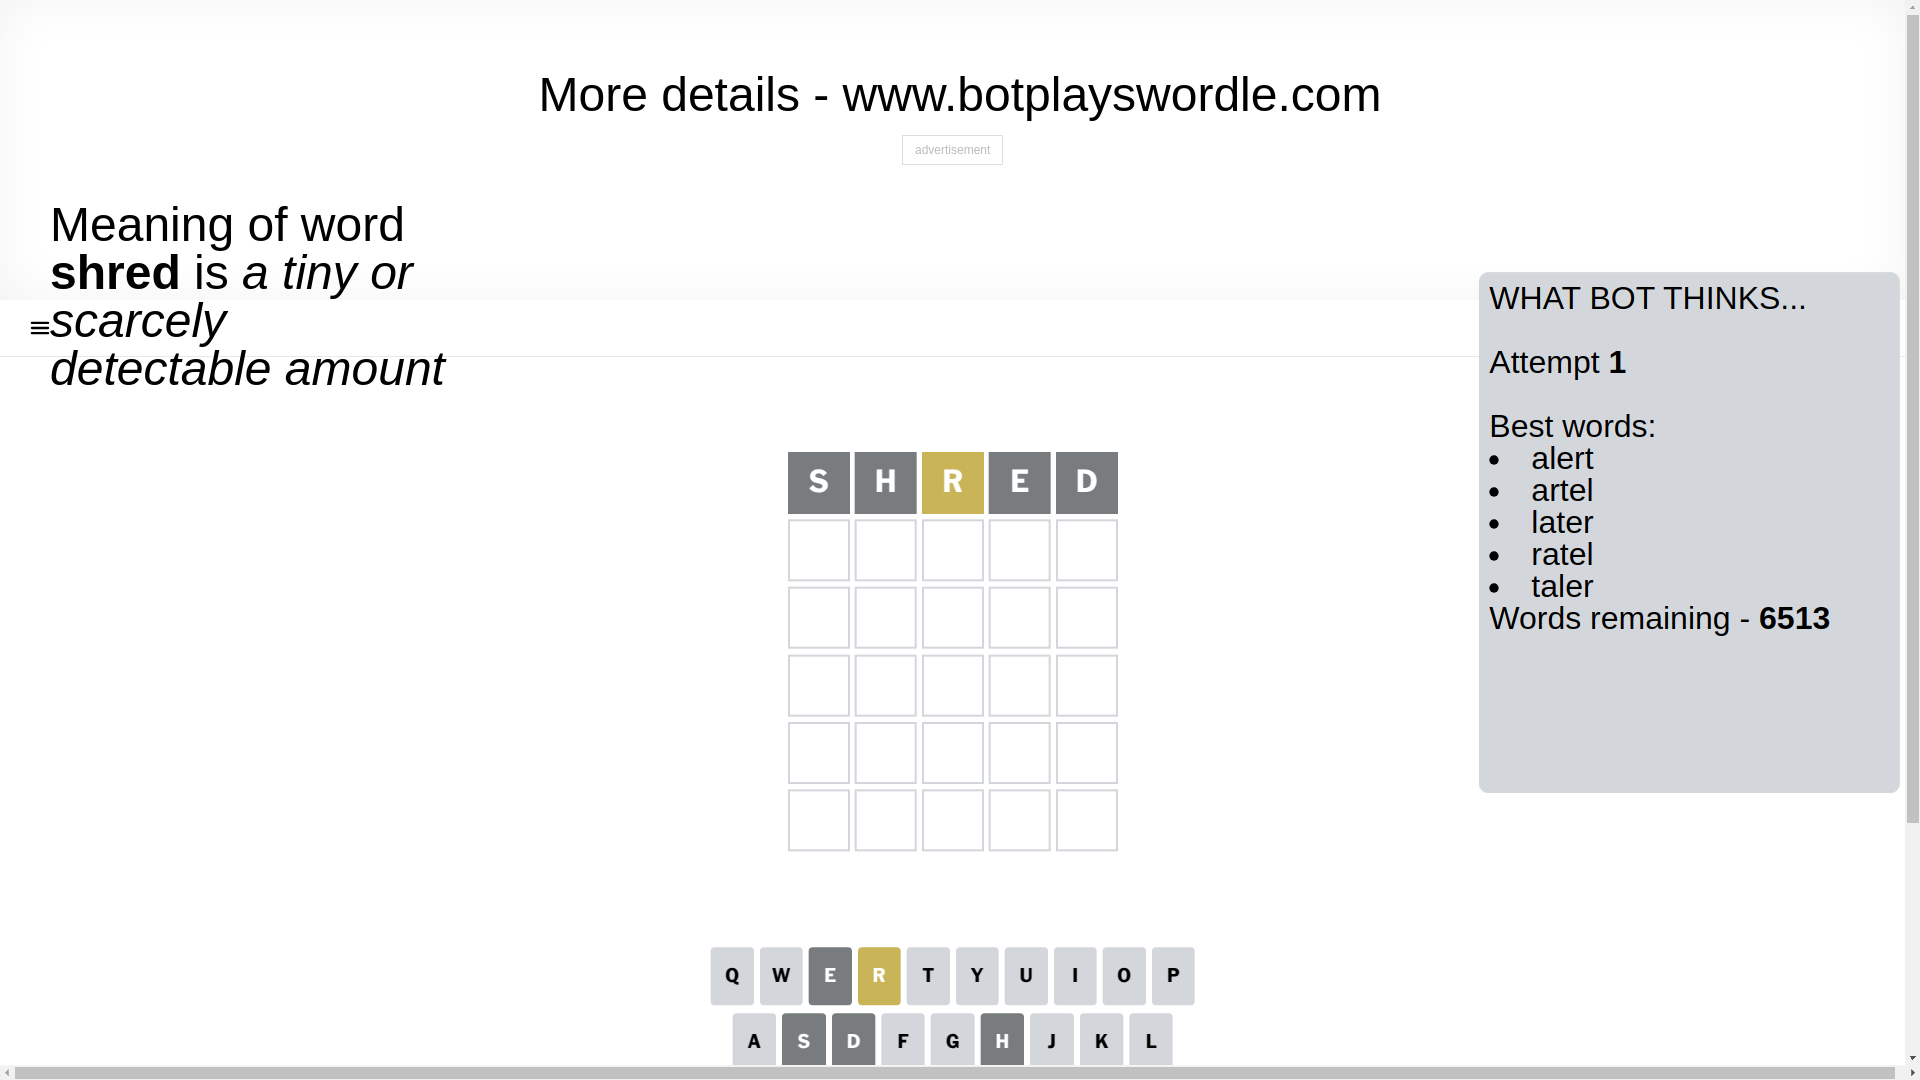 More details - www.botplayswordle.com
advertisement
Meaning of word
shred is a tiny or
scarcely
detectable amount
WHAT BOT THINKS...
Attempt 1
Best words:
• alert
• artel
• later
• ratel
• taler
Words remaining - 6513
S H R E D
Q W E R T Y U I O P
A S D F G H J K L